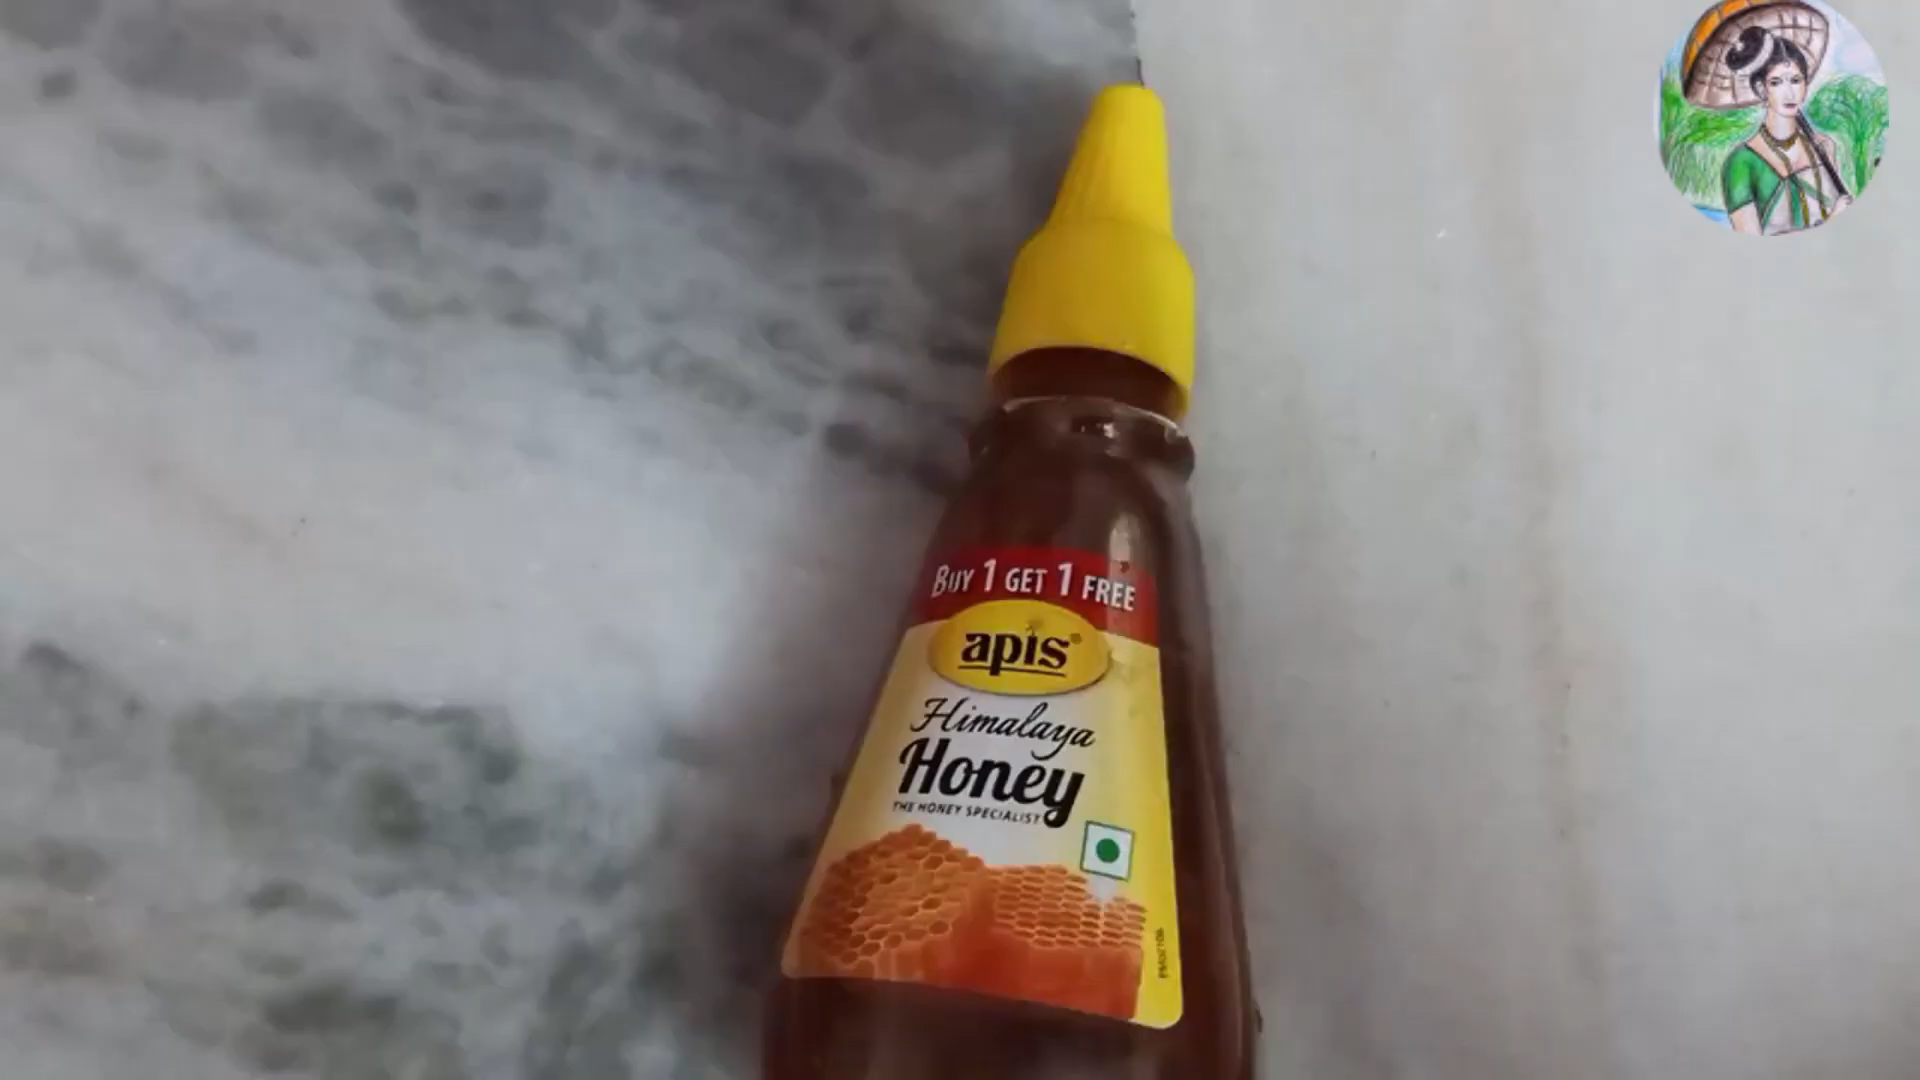 BUY 1 GET 1 FREE
apis®
Himalaya
Honey
THE HONEY SPECIALIST